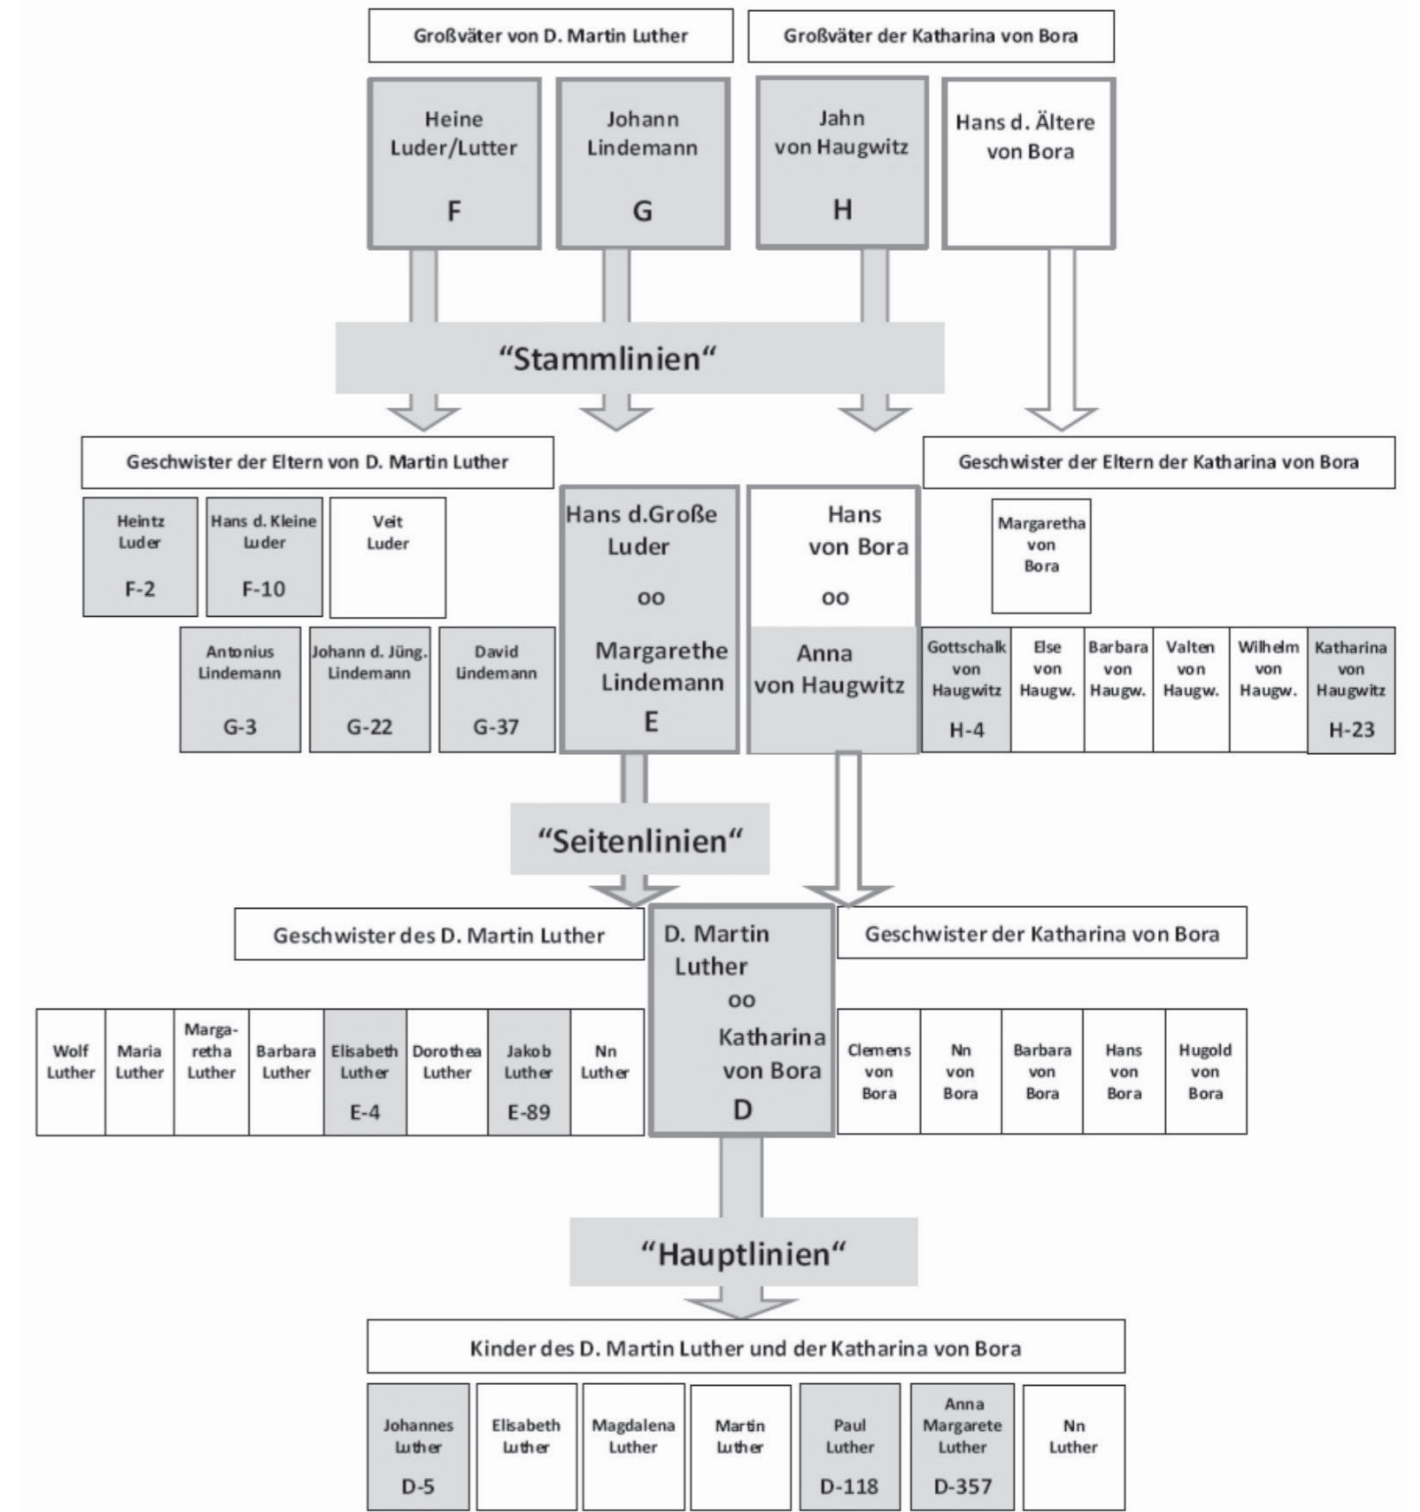 Großväter von D. Martin Luther
Großväter der Katharina von Bora
Heine
Luder/Lutter
F
Johann
Lindemann
G
Jahn
von Haugwitz
H
Hans d. Ältere
von Bora
“Stammlinien“
Geschwister der Eltern von D. Martin Luther
Geschwister der Eltern der Katharina von Bora
Heintz
Luder
F-2
Hans d. Kleine
Luder
F-10
Veit
Luder
Antonius
Lindemann
G-3
Johann d. Jüng.
Lindemann
G-22
David
Lindemann
G-37
Hans d.Große
Luder
oo
Margarethe
Lindemann
E
Hans
von Bora
oo
Anna
von Haugwitz
Margaretha
von
Bora
Gottschalk
von
Haugwitz
H-4
Else
von
Haugw.
Barbara
von
Haugw.
Valten
von
Haugw.
Wilhelm
von
Haugw.
Katharina
von
Haugwitz
H-23
“Seitenlinien“
Geschwister des D. Martin Luther
Geschwister der Katharina von Bora
D. Martin
Luther
oo
Katharina
von Bora
D
Wolf
Luther
Maria
Luther
Marga-
retha
Luther
Barbara
Luther
Elisabeth
Luther
E-4
Dorothea
Luther
Jakob
Luther
E-89
Nn
Luther
Clemens
von
Bora
Nn
von
Bora
Barbara
von
Bora
Hans
von
Bora
Hugold
von
Bora
“Hauptlinien“
Kinder des D. Martin Luther und der Katharina von Bora
Johannes
Luther
D-5
Elisabeth
Luther
Magdalena
Luther
Martin
Luther
Paul
Luther
D-118
Anna
Margarete
Luther
D-357
Nn
Luther